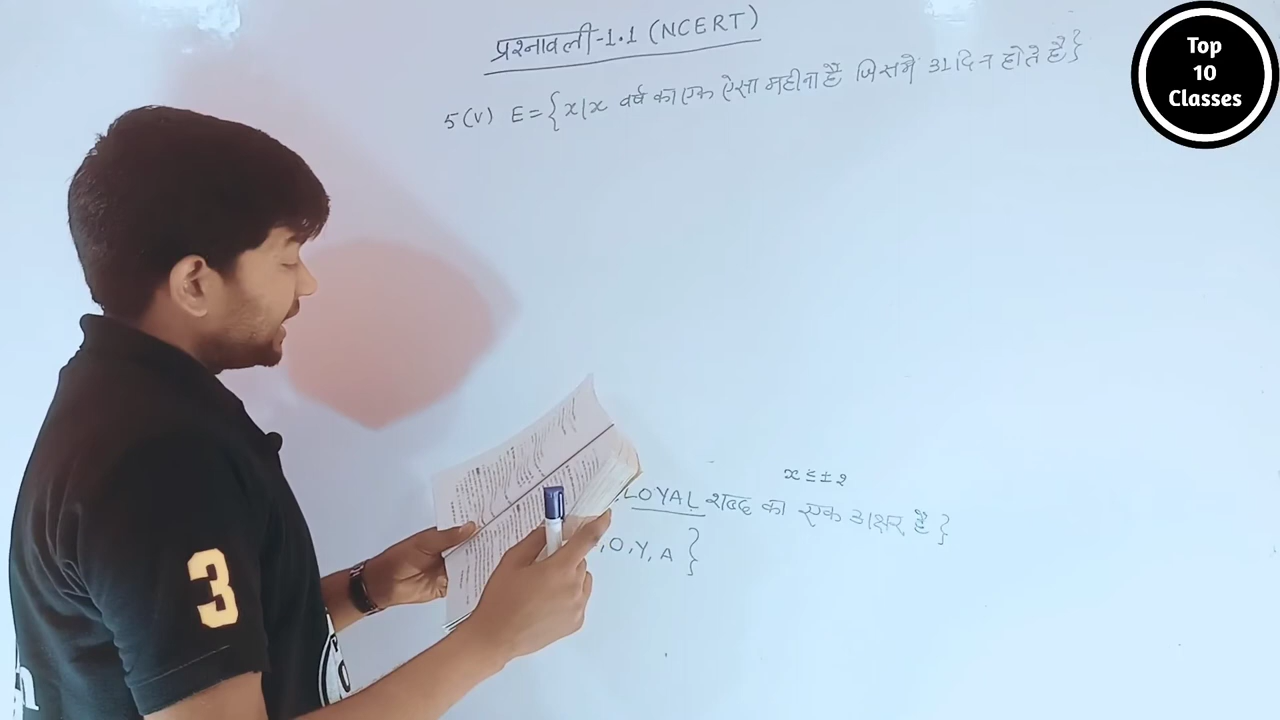 प्रश्नावली-1.1 (NCERT)
5(v) E = {x|x वर्ष का एक ऐसा महीना है जिसमें 31 दिन होते है}
x ≤ ± 2
LOYAL शब्द का एक अक्षर है }
,O,Y,A }
Top
10
Classes
3